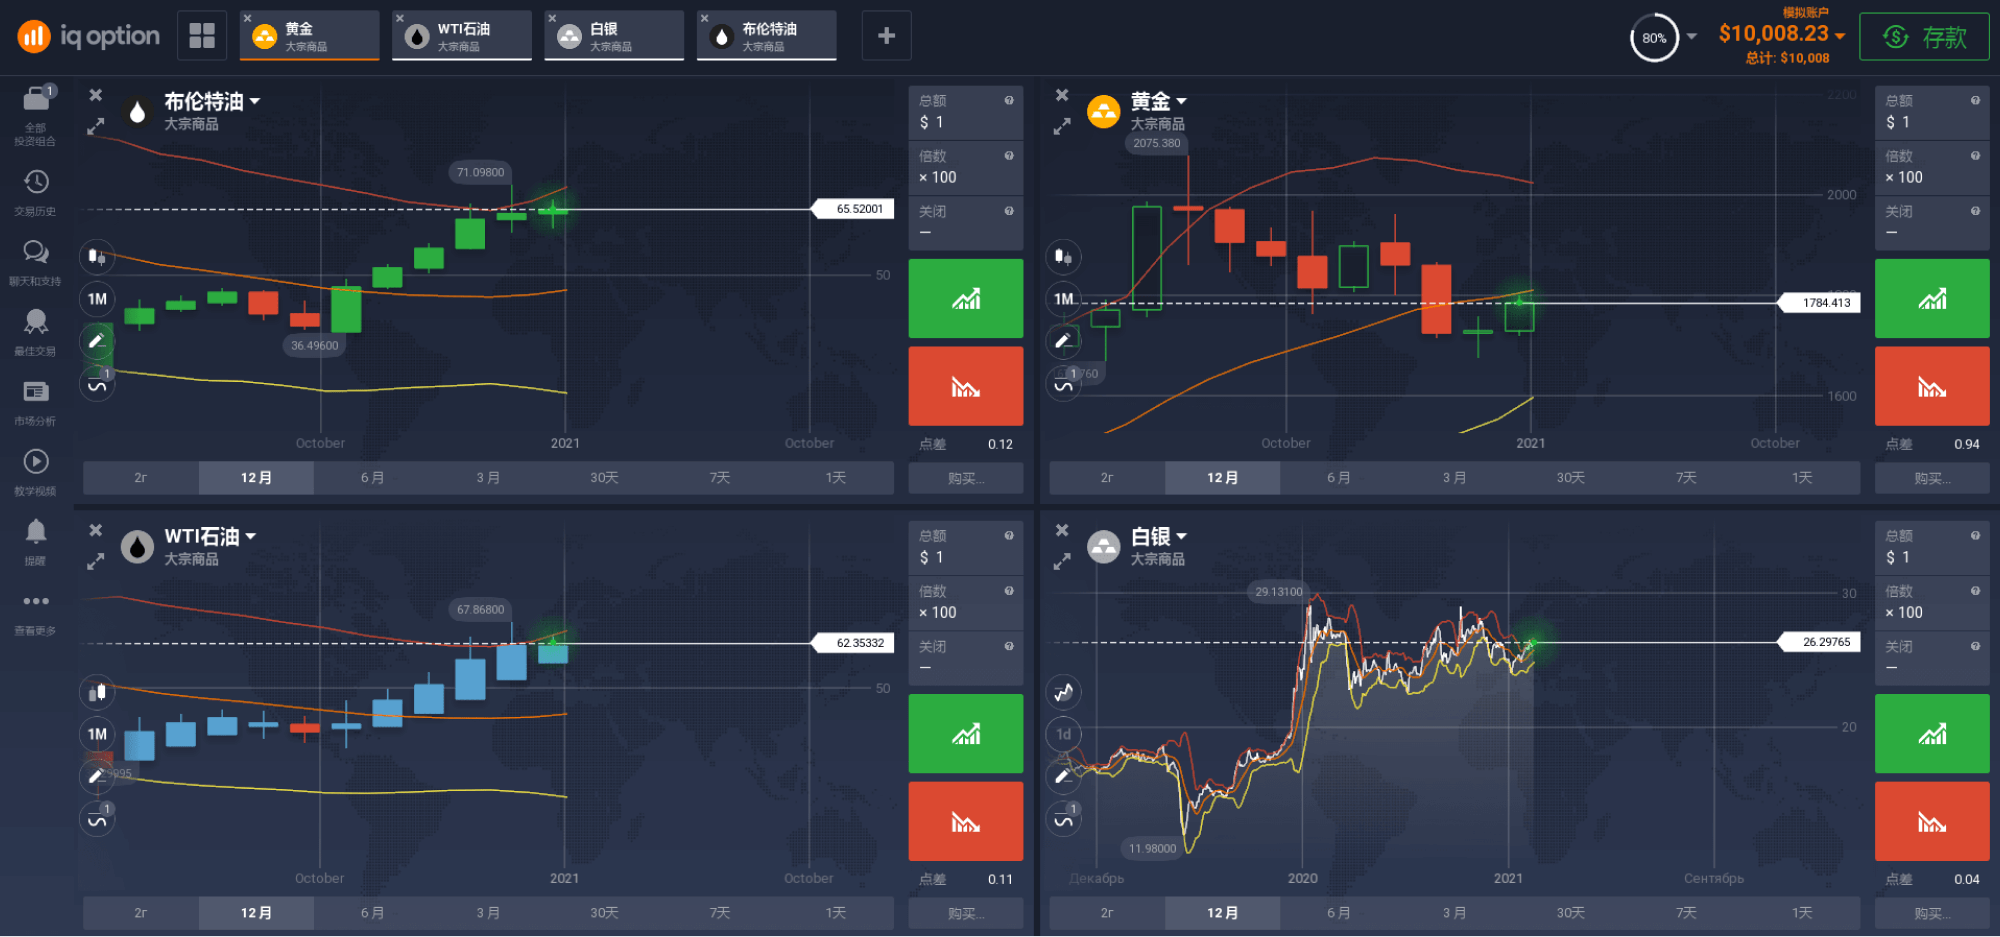 iq option
黄金
大宗商品
WTI石油
大宗商品
白银
大宗商品
布伦特油
大宗商品
80%
模拟账户
$10,008.23
总计: $10,008
存款
1
全部
投资组合
交易历史
聊天和支持
最佳交易
市场分析
教学视频
提醒
查看更多
布伦特油
大宗商品
71.09800
65.52001
50
1M
36.49600
1
October
2021
October
2г
12月
6月
3月
30天
7天
1天
总额
$ 1
倍数
× 100
关闭
—
点差 0.12
购买...
黄金
大宗商品
2075.380
2200
2000
1784.413
1M
1
760
1600
October
2021
October
2г
12月
6月
3月
30天
7天
1天
总额
$ 1
倍数
× 100
关闭
—
点差 0.94
购买...
WTI石油
大宗商品
67.86800
62.35332
50
1M
9995
1
October
2021
October
2г
12月
6月
3月
30天
7天
1天
总额
$ 1
倍数
× 100
关闭
—
点差 0.11
购买...
白银
大宗商品
29.13100
30
26.29765
20
1d
1
11.98000
Декабрь
2020
2021
Сентябрь
2г
12月
6月
3月
30天
7天
1天
总额
$ 1
倍数
× 100
关闭
—
点差 0.04
购买...